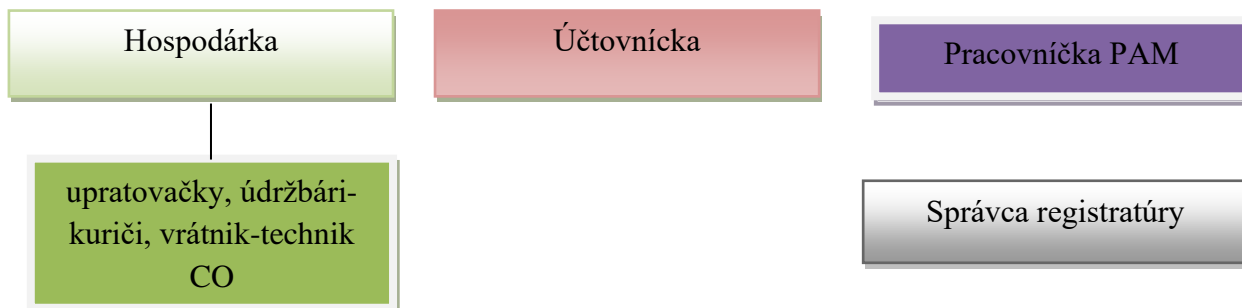 Hospodárka
Účtovnícka
Pracovníčka PAM
upratovačky, údržbári-
kuriči, vrátnik-technik
CO
Správca registratúry